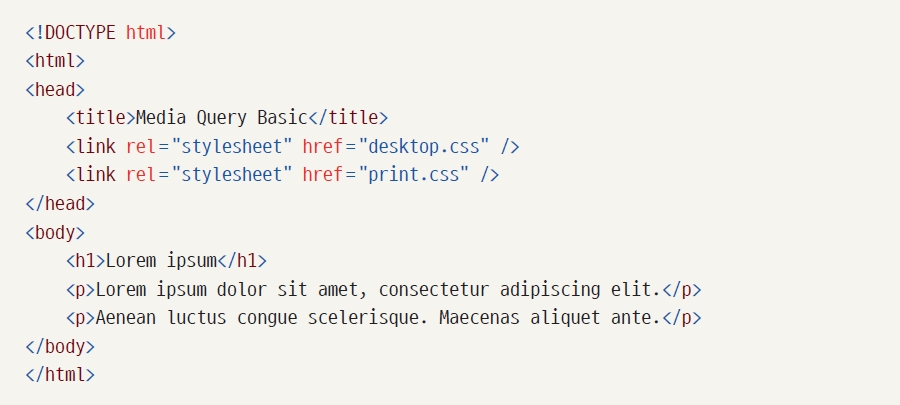 <!DOCTYPE html>
<html>
<head>
    <title>Media Query Basic</title>
    <link rel="stylesheet" href="desktop.css" />
    <link rel="stylesheet" href="print.css" />
</head>
<body>
    <h1>Lorem ipsum</h1>
    <p>Lorem ipsum dolor sit amet, consectetur adipiscing elit.</p>
    <p>Aenean luctus congue scelerisque. Maecenas aliquet ante.</p>
</body>
</html>